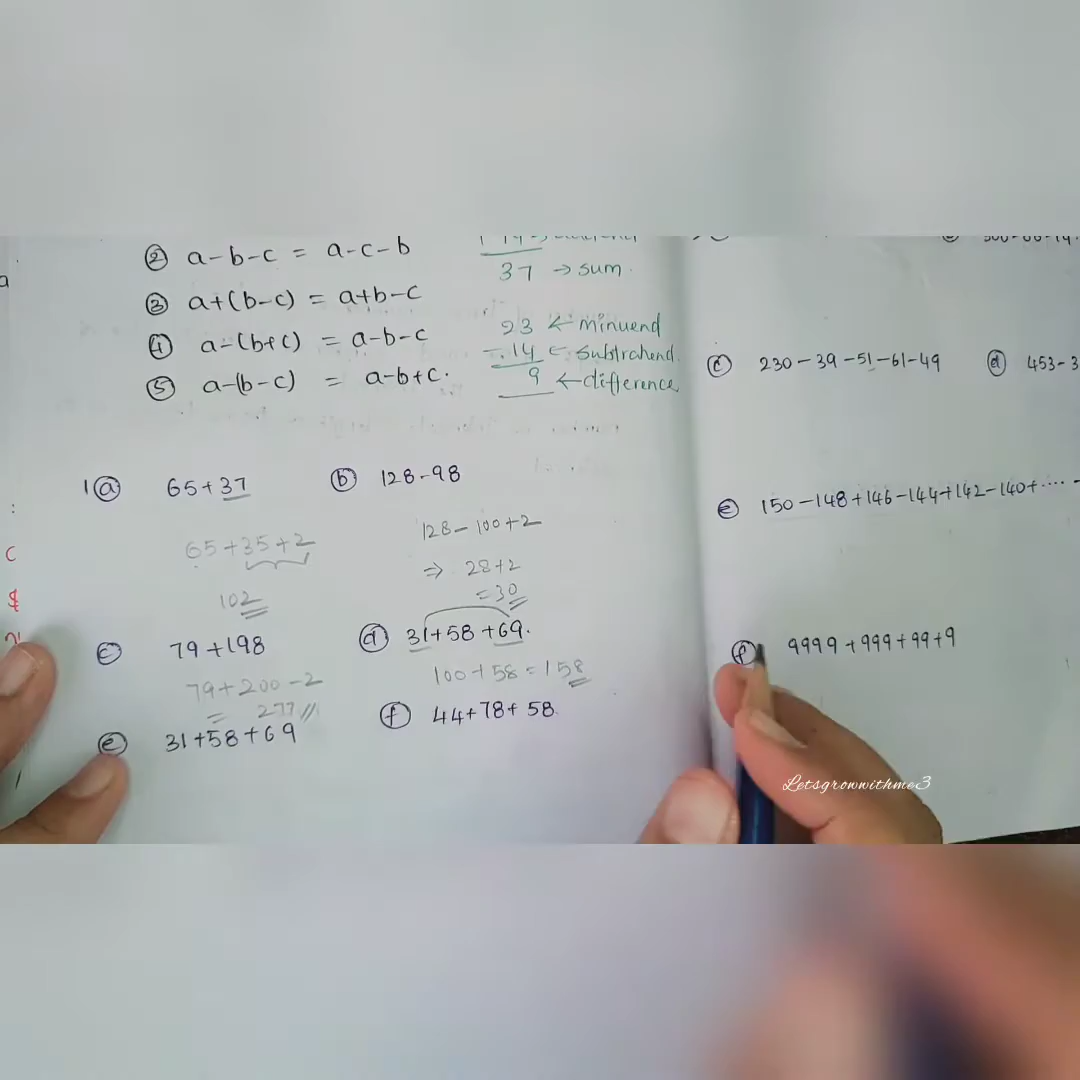 ② a-b-c = a-c-b
③ a+(b-c) = a+b-c
④ a-(b+c) = a-b-c
⑤ a-(b-c) = a-b+c.
37 → sum.
23 ← minuend
-14 ← subtrahend.
9 ← difference
1 ⓐ 65+37
65+35+2
102
ⓑ 128-98
128-100+2
⇒ 28+2
=30
ⓒ 79+198
79+200-2
= 277
ⓓ 31+58+69.
100+58=158
ⓔ 31+58+69
ⓕ 44+78+58.
ⓒ 230-39-51-61-49
ⓓ 453-3
ⓔ 150-148+146-144+142-140+....-
ⓕ 9999+999+99+9
Letsgrowwithme3